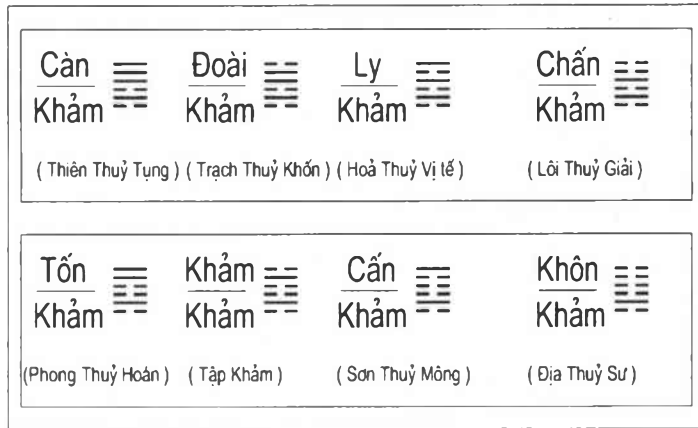 Càn Đoài Ly Chấn
Khảm Khảm Khảm Khảm
( Thiên Thuỷ Tụng ) ( Trạch Thuỷ Khốn ) ( Hoả Thuỷ Vị tế ) ( Lôi Thuỷ Giải )
Tốn Khảm Cấn Khôn
Khảm Khảm Khảm Khảm
(Phong Thuỷ Hoán ) ( Tập Khảm ) ( Sơn Thuỷ Mông ) ( Địa Thuỷ Sư )